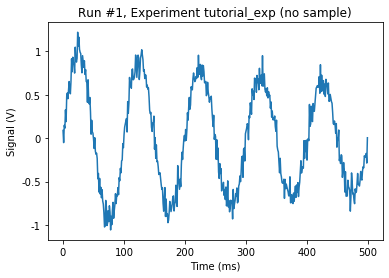 Run #1, Experiment tutorial_exp (no sample)
Signal (V)
1
0.5
0
-0.5
-1
0 100 200 300 400 500
Time (ms)